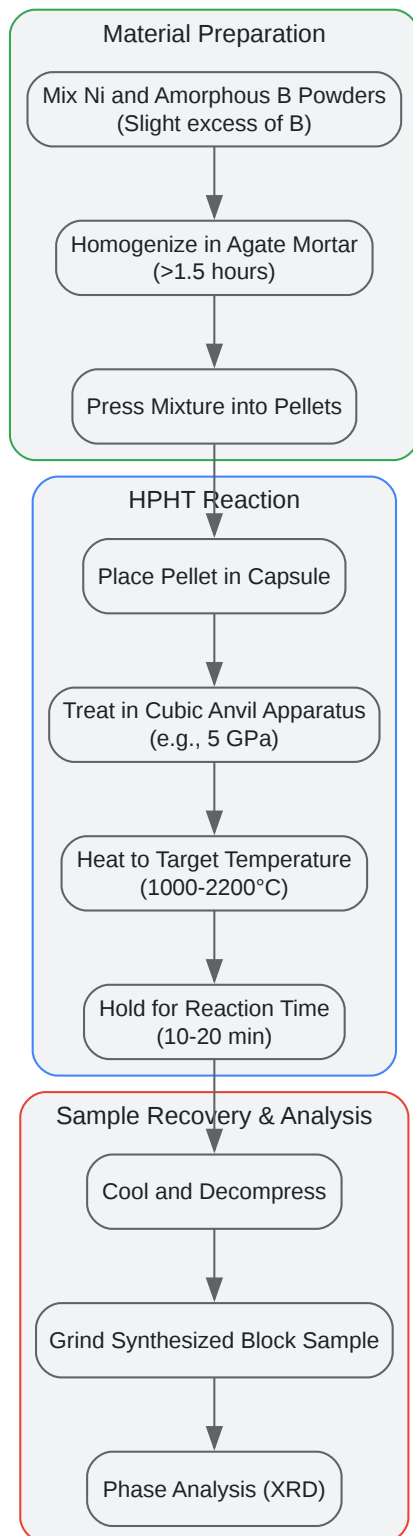 Material Preparation
Mix Ni and Amorphous B Powders
(Slight excess of B)
Homogenize in Agate Mortar
(>1.5 hours)
Press Mixture into Pellets
HPHT Reaction
Place Pellet in Capsule
Treat in Cubic Anvil Apparatus
(e.g., 5 GPa)
Heat to Target Temperature
(1000-2200°C)
Hold for Reaction Time
(10-20 min)
Sample Recovery & Analysis
Cool and Decompress
Grind Synthesized Block Sample
Phase Analysis (XRD)